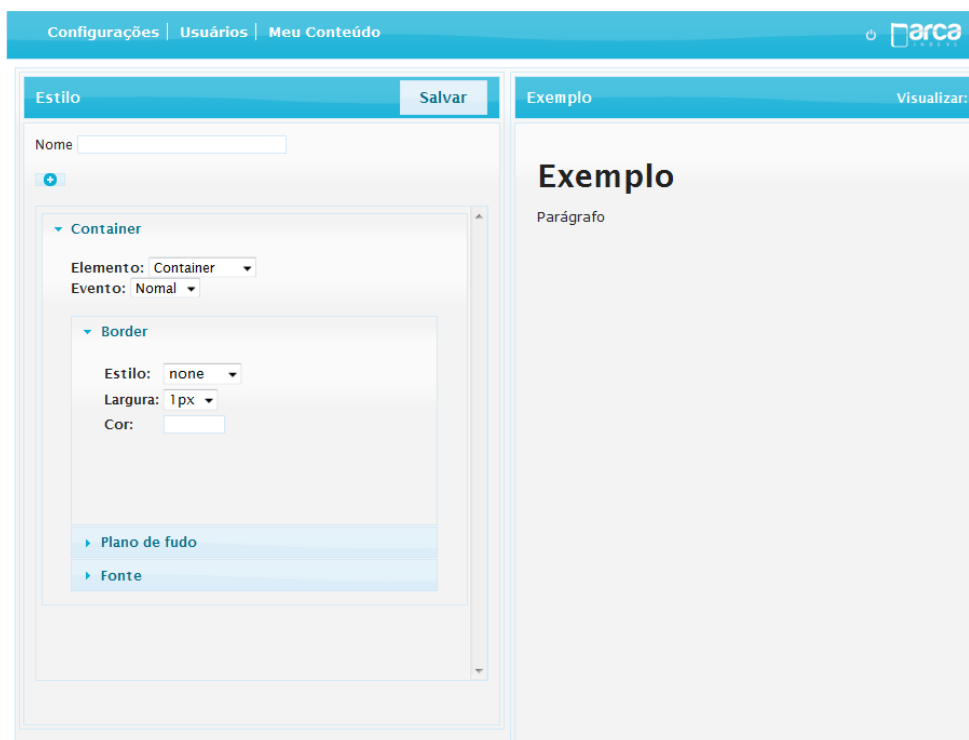 Configurações Usuários Meu Conteúdo
arca
Estilo Salvar
Exemplo Visualizar:
Nome
Exemplo
Parágrafo
Container
Elemento: Container
Evento: Nomal
Border
Estilo: none
Largura: 1px
Cor:
Plano de fudo
Fonte